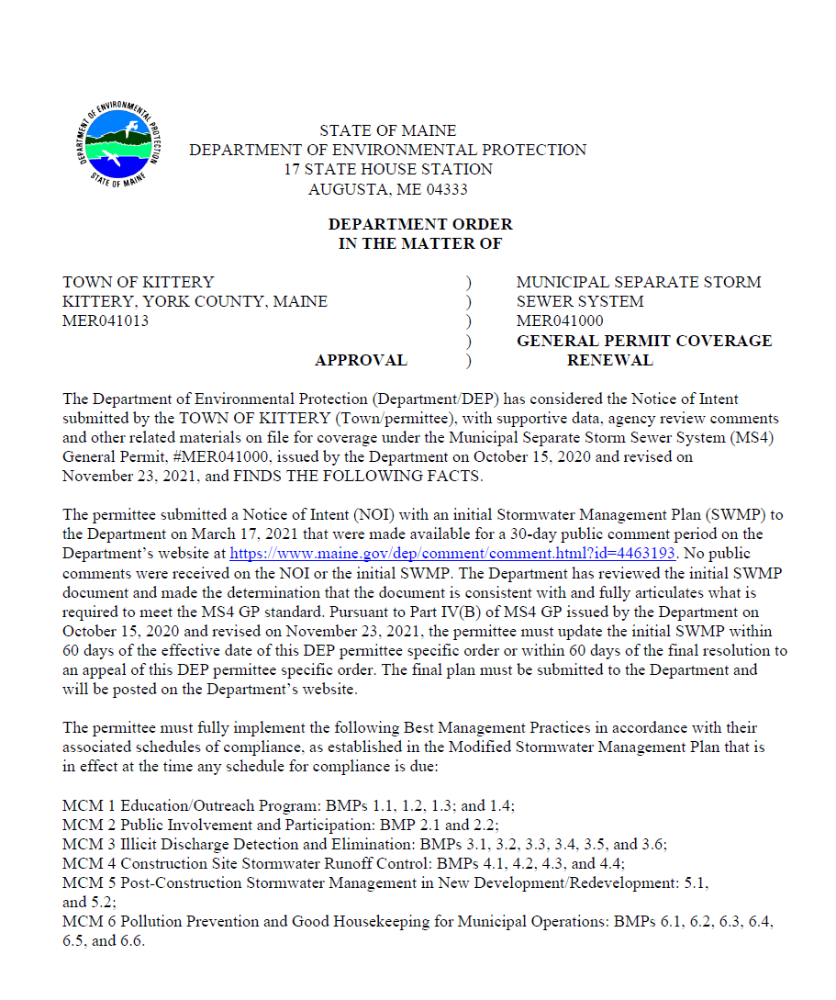 DEPARTMENT OF ENVIRONMENTAL PROTECTION
STATE OF MAINE
STATE OF MAINE
DEPARTMENT OF ENVIRONMENTAL PROTECTION
17 STATE HOUSE STATION
AUGUSTA, ME 04333
DEPARTMENT ORDER
IN THE MATTER OF
TOWN OF KITTERY ) MUNICIPAL SEPARATE STORM
KITTERY, YORK COUNTY, MAINE ) SEWER SYSTEM
MER041013 ) MER041000
) GENERAL PERMIT COVERAGE
APPROVAL ) RENEWAL
The Department of Environmental Protection (Department/DEP) has considered the Notice of Intent
submitted by the TOWN OF KITTERY (Town/permittee), with supportive data, agency review comments
and other related materials on file for coverage under the Municipal Separate Storm Sewer System (MS4)
General Permit, #MER041000, issued by the Department on October 15, 2020 and revised on
November 23, 2021, and FINDS THE FOLLOWING FACTS.
The permittee submitted a Notice of Intent (NOI) with an initial Stormwater Management Plan (SWMP) to
the Department on March 17, 2021 that were made available for a 30-day public comment period on the
Department’s website at https://www.maine.gov/dep/comment/comment.html?id=4463193. No public
comments were received on the NOI or the initial SWMP. The Department has reviewed the initial SWMP
document and made the determination that the document is consistent with and fully articulates what is
required to meet the MS4 GP standard. Pursuant to Part IV(B) of MS4 GP issued by the Department on
October 15, 2020 and revised on November 23, 2021, the permittee must update the initial SWMP within
60 days of the effective date of this DEP permittee specific order or within 60 days of the final resolution to
an appeal of this DEP permittee specific order. The final plan must be submitted to the Department and
will be posted on the Department’s website.
The permittee must fully implement the following Best Management Practices in accordance with their
associated schedules of compliance, as established in the Modified Stormwater Management Plan that is
in effect at the time any schedule for compliance is due:
MCM 1 Education/Outreach Program: BMPs 1.1, 1.2, 1.3; and 1.4;
MCM 2 Public Involvement and Participation: BMP 2.1 and 2.2;
MCM 3 Illicit Discharge Detection and Elimination: BMPs 3.1, 3.2, 3.3, 3.4, 3.5, and 3.6;
MCM 4 Construction Site Stormwater Runoff Control: BMPs 4.1, 4.2, 4.3, and 4.4;
MCM 5 Post-Construction Stormwater Management in New Development/Redevelopment: 5.1,
and 5.2;
MCM 6 Pollution Prevention and Good Housekeeping for Municipal Operations: BMPs 6.1, 6.2, 6.3, 6.4,
6.5, and 6.6.